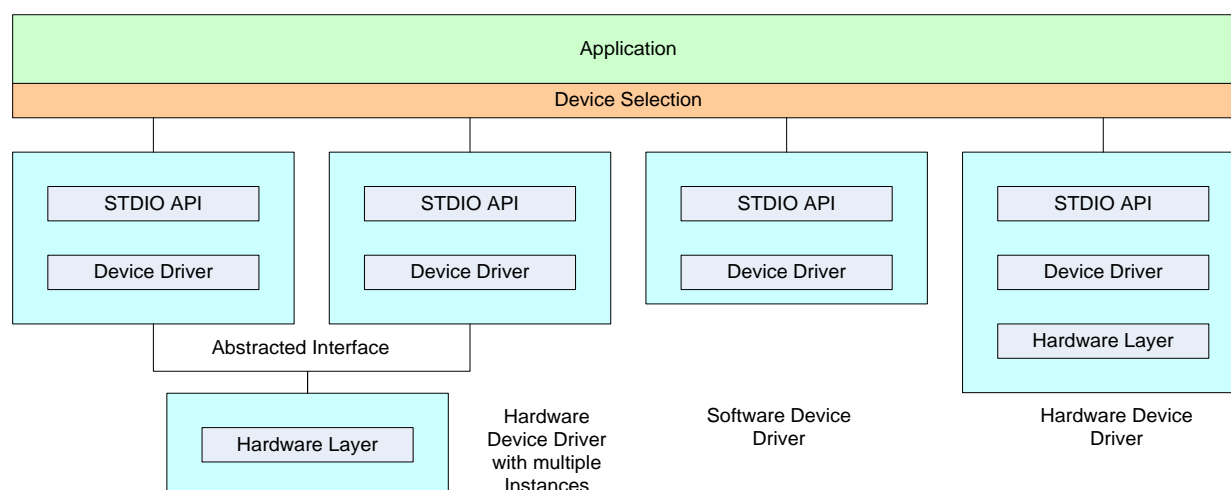 Application
Device Selection
STDIO API
STDIO API
STDIO API
STDIO API
Device Driver
Device Driver
Device Driver
Device Driver
Hardware Layer
Abstracted Interface
Hardware Layer
Hardware
Device Driver
with multiple
Instances
Software Device
Driver
Hardware Device
Driver